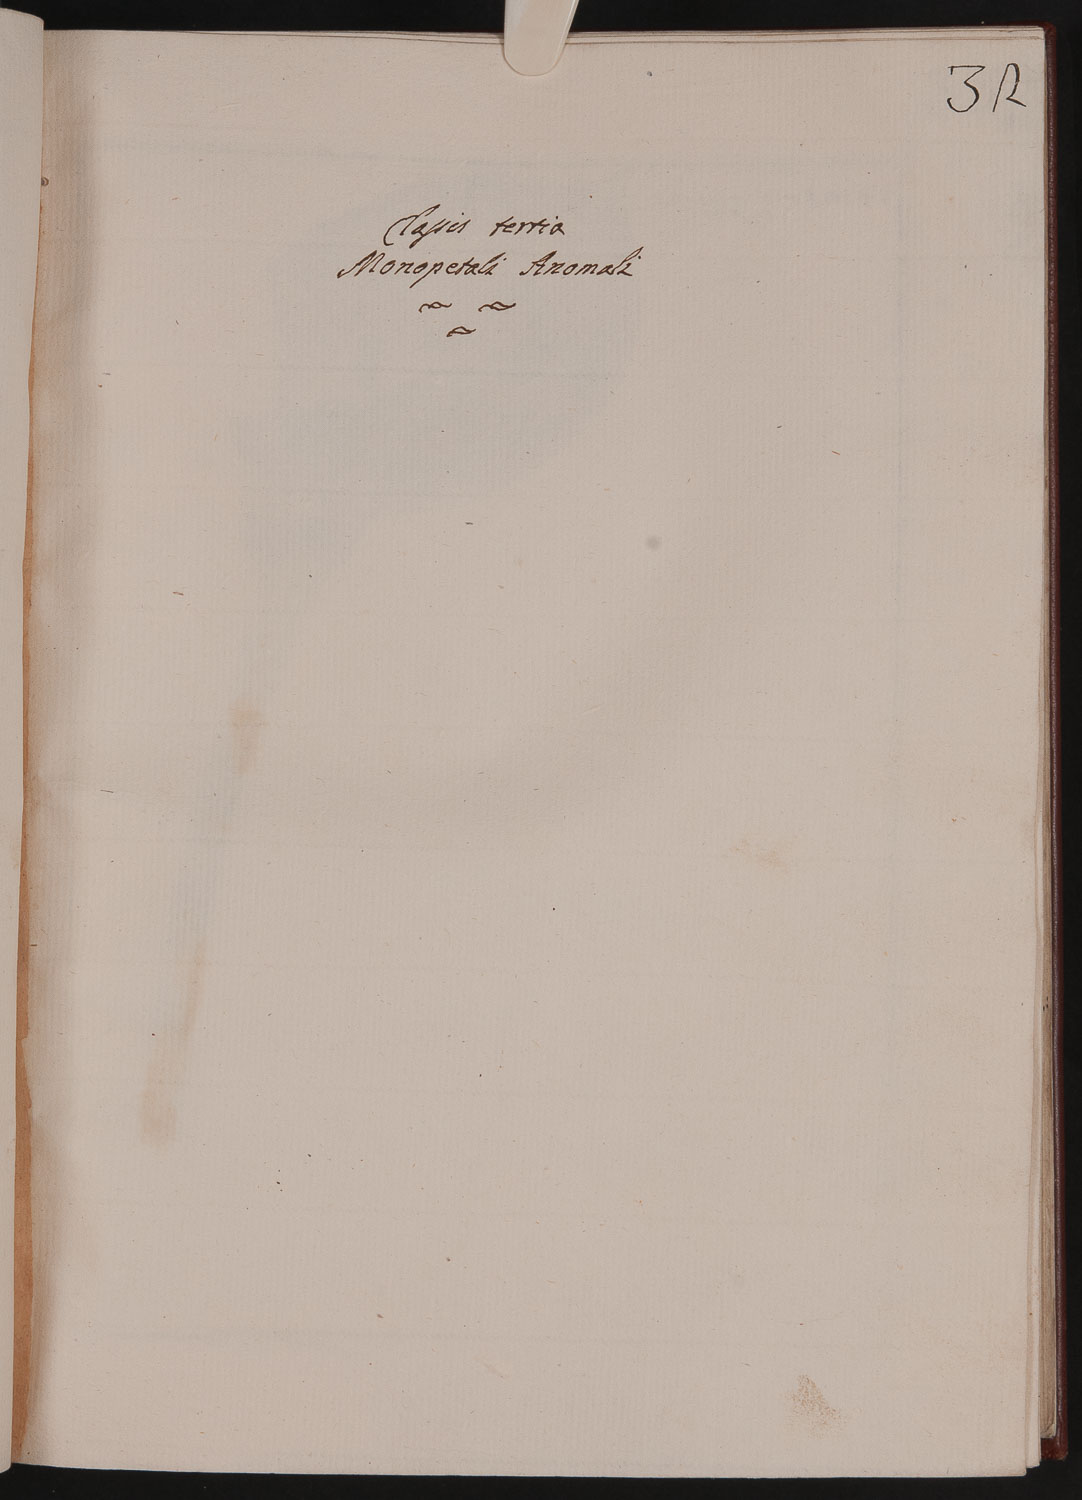 3R
Classis tertia
Monopetali Anomali